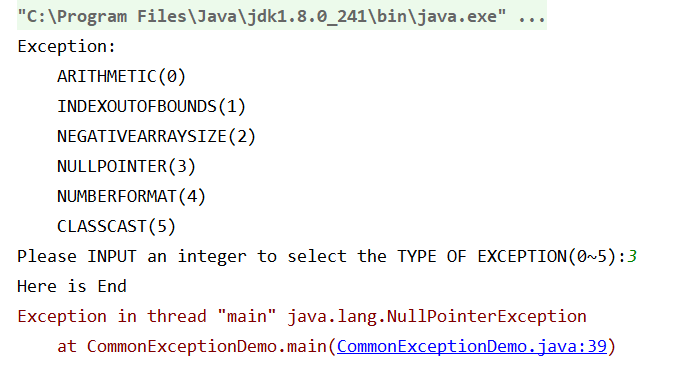 "C:\Program Files\Java\jdk1.8.0_241\bin\java.exe" ...
Exception:
    ARITHMETIC(0)
    INDEXOUTOFBOUNDS(1)
    NEGATIVEARRAYSIZE(2)
    NULLPOINTER(3)
    NUMBERFORMAT(4)
    CLASSCAST(5)
Please INPUT an integer to select the TYPE OF EXCEPTION(0~5):3
Here is End
Exception in thread "main" java.lang.NullPointerException
    at CommonExceptionDemo.main(CommonExceptionDemo.java:39)